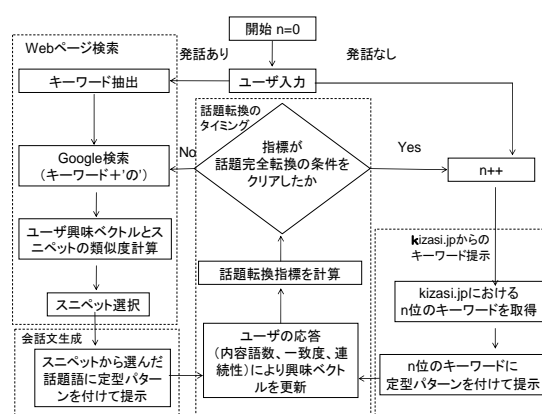 開始 n=0
Webページ検索
発話あり
発話なし
キーワード抽出
ユーザ入力
話題転換の
タイミング
指標が
話題完全転換の条件を
クリアしたか
No
Yes
Google検索
(キーワード+'の')
n++
ユーザ興味ベクトルとス
ニペットの類似度計算
kizasi.jpからの
キーワード提示
話題転換指標を計算
kizasi.jpにおける
n位のキーワードを取得
スニペット選択
会話文生成
スニペットから選んだ
話題語に定型パター
ンを付けて提示
ユーザの応答
(内容語数、一致度、連
続性)により興味ベクト
ルを更新
n位のキーワードに
定型パターンを付けて提示